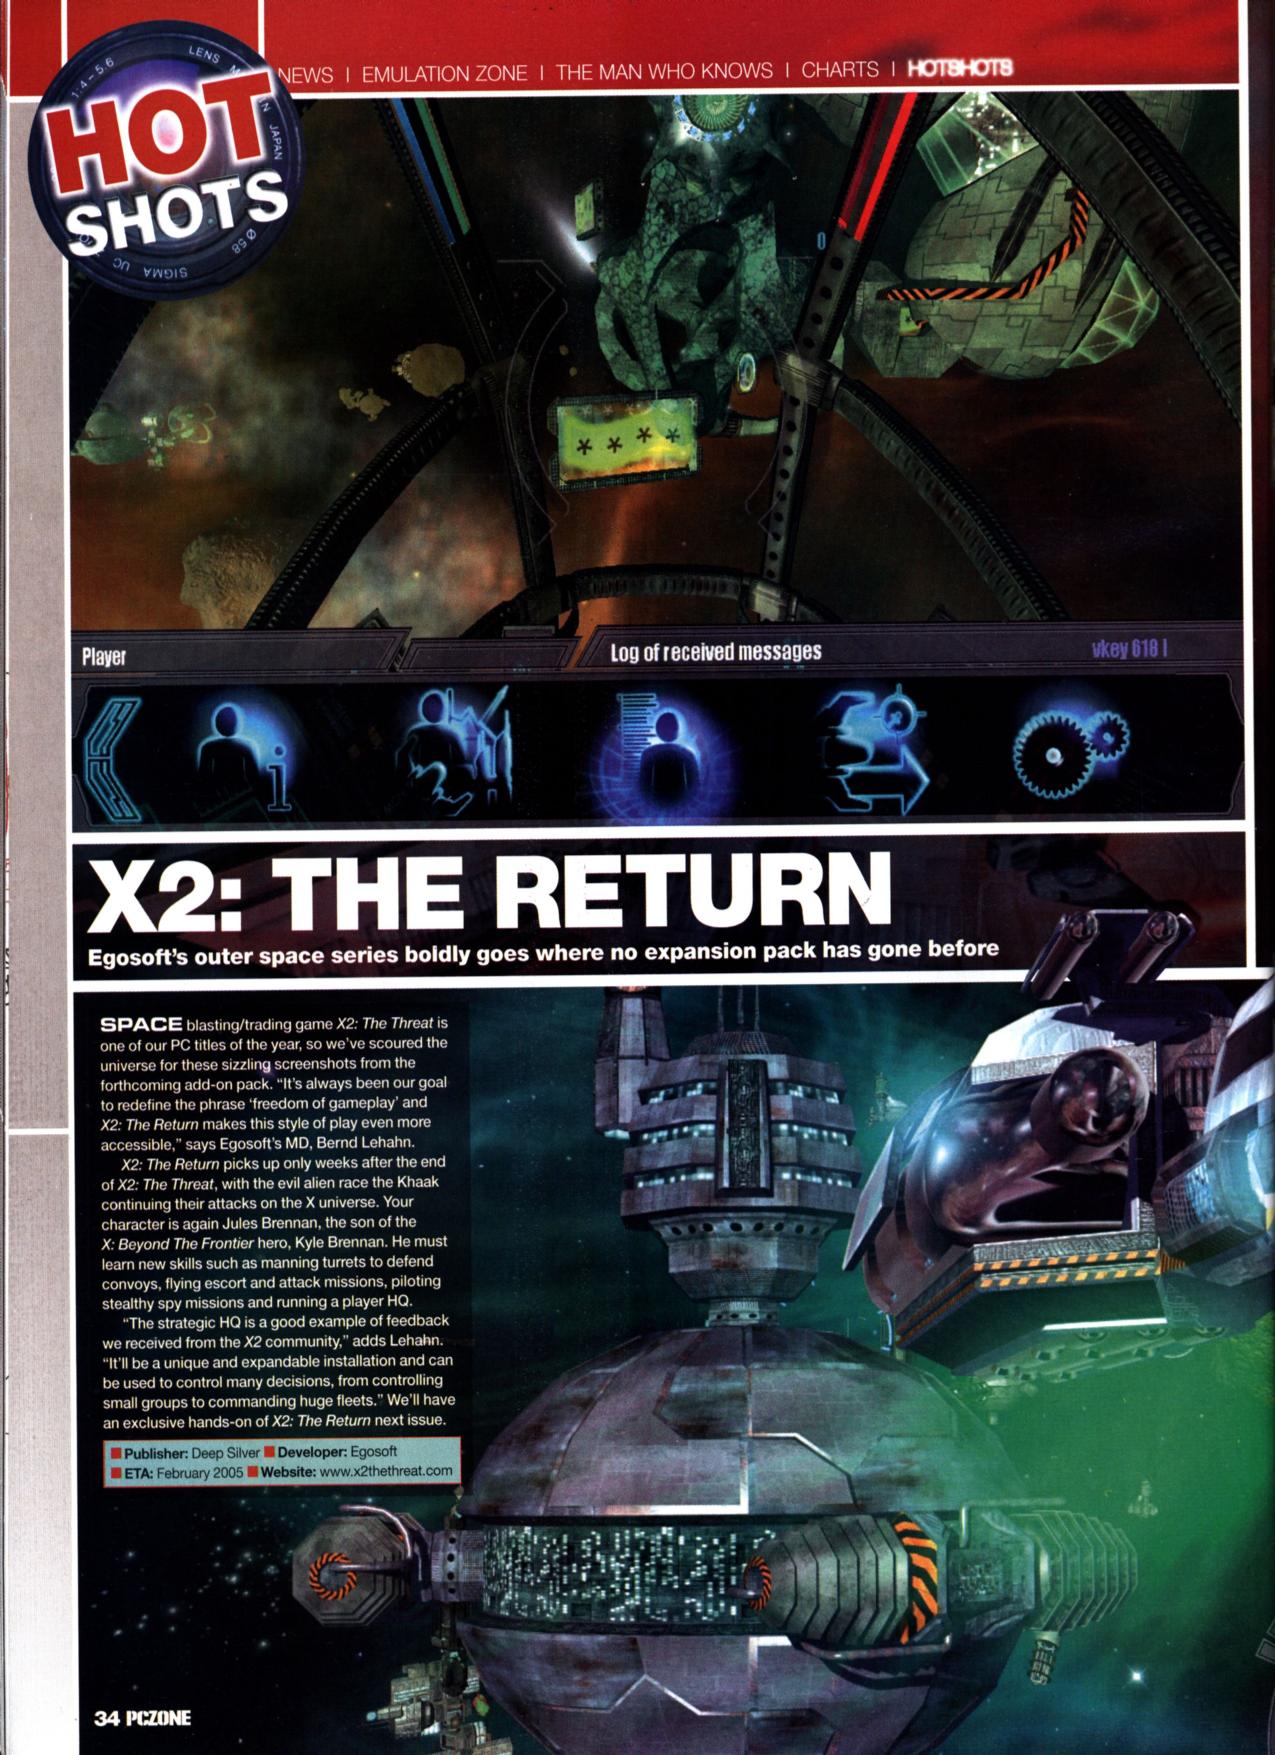 NEWS | EMULATION ZONE | THE MAN WHO KNOWS | CHARTS | HOTSHOTS
1:4-5.6
LENS
JAPAN
Ø58
SIGMA UC
HOT
SHOTS
0
* * * *
Player
Log of received messages
vkey 618 |
X2: THE RETURN
Egosoft's outer space series boldly goes where no expansion pack has gone before
SPACE blasting/trading game X2: The Threat is
one of our PC titles of the year, so we've scoured the
universe for these sizzling screenshots from the
forthcoming add-on pack. "It's always been our goal
to redefine the phrase 'freedom of gameplay' and
X2: The Return makes this style of play even more
accessible," says Egosoft's MD, Bernd Lehahn.
X2: The Return picks up only weeks after the end
of X2: The Threat, with the evil alien race the Khaak
continuing their attacks on the X universe. Your
character is again Jules Brennan, the son of the
X: Beyond The Frontier hero, Kyle Brennan. He must
learn new skills such as manning turrets to defend
convoys, flying escort and attack missions, piloting
stealthy spy missions and running a player HQ.
"The strategic HQ is a good example of feedback
we received from the X2 community," adds Lehahn.
"It'll be a unique and expandable installation and can
be used to control many decisions, from controlling
small groups to commanding huge fleets." We'll have
an exclusive hands-on of X2: The Return next issue.
■ Publisher: Deep Silver ■ Developer: Egosoft
■ ETA: February 2005 ■ Website: www.x2thethreat.com
34 PCZONE